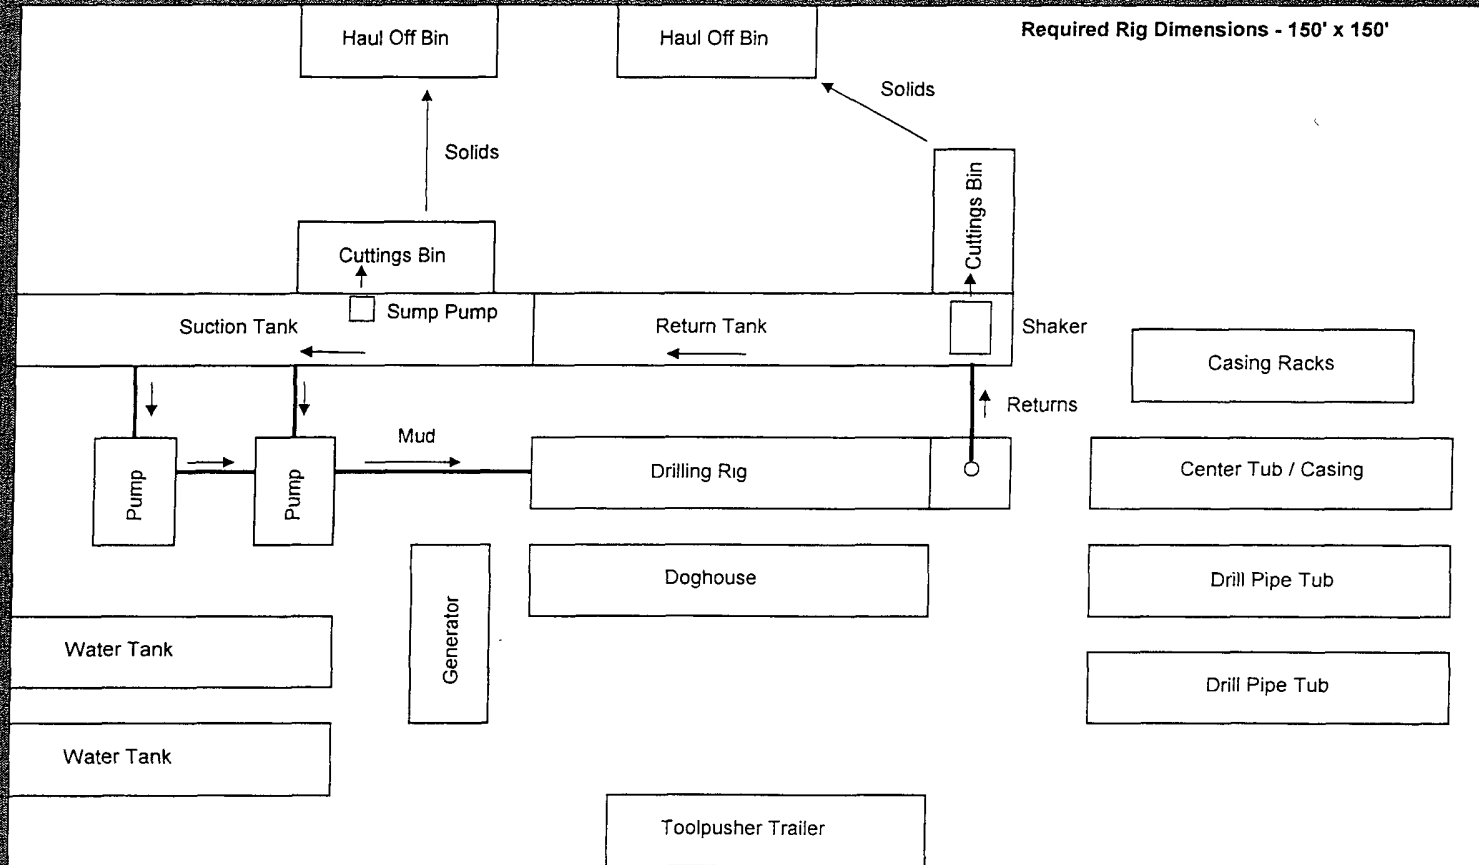 Required Rig Dimensions - 150' x 150'
Haul Off Bin
Haul Off Bin
Solids
Solids
Cuttings Bin
Cuttings Bin
Sump Pump
Suction Tank
Return Tank
Shaker
Casing Racks
Returns
Mud
Pump
Pump
Drilling Rig
Center Tub / Casing
Doghouse
Drill Pipe Tub
Generator
Water Tank
Drill Pipe Tub
Water Tank
Toolpusher Trailer